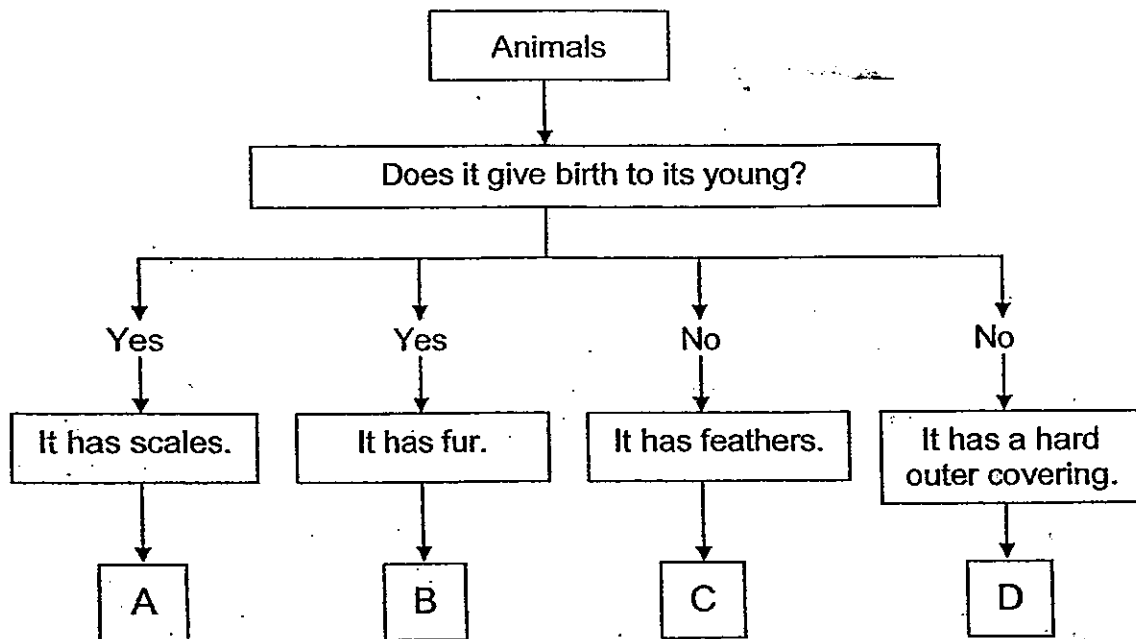 Animals
Does it give birth to its young?
Yes
Yes
No
No
It has scales.
It has fur.
It has feathers.
It has a hard
outer covering.
A
B
C
D